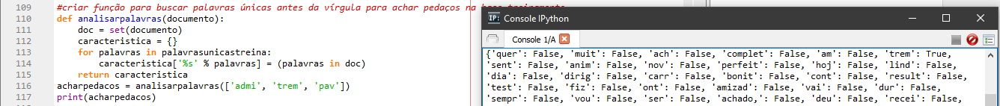 109 #criar função para buscar palavras únicas antes da vírgula para achar pedaços na
110 def analisarpalavras(documento):
111 doc = set(documento)
112 caracteristica = {}
113 for palavras in palavrasunicastreina:
114 caracteristica['%s' % palavras] = (palavras in doc)
115 return caracteristica
116 acharpedacos = analisarpalavras(['admi', 'trem', 'pav'])
117 print(acharpedacos)
IP: Console IPython
Console 1/A
{'quer': False, 'muit': False, 'ach': False, 'complet': False, 'am': False, 'trem': True,
'sent': False, 'anim': False, 'nov': False, 'perfeit': False, 'hoj': False, 'lind': False,
'dia': False, 'dirig': False, 'carr': False, 'bonit': False, 'cont': False, 'result': False,
'test': False, 'fiz': False, 'ont': False, 'amizad': False, 'vai': False, 'dur': False,
'sempr': False, 'vou': False, 'ser': False, 'achado,': False, 'deu': False, 'recei': False,